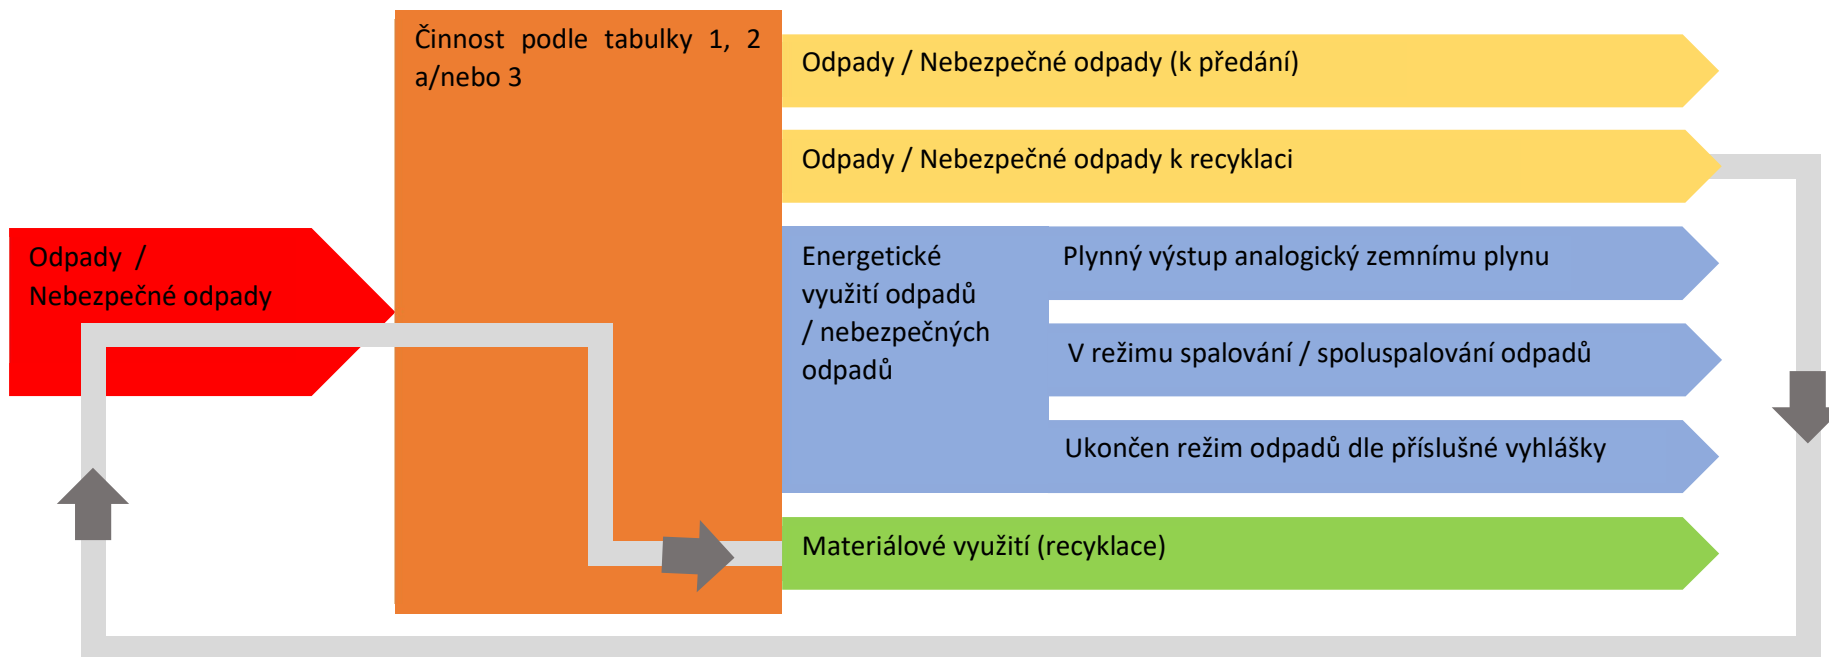 Činnost podle tabulky 1, 2
a/nebo 3
Odpady / Nebezpečné odpady (k předání)
Odpady / Nebezpečné odpady k recyklaci
Odpady /
Nebezpečné odpady
Energetické
využití odpadů
/ nebezpečných
odpadů
Plynný výstup analogický zemnímu plynu
V režimu spalování / spoluspalování odpadů
Ukončen režim odpadů dle příslušné vyhlášky
Materiálové využití (recyklace)